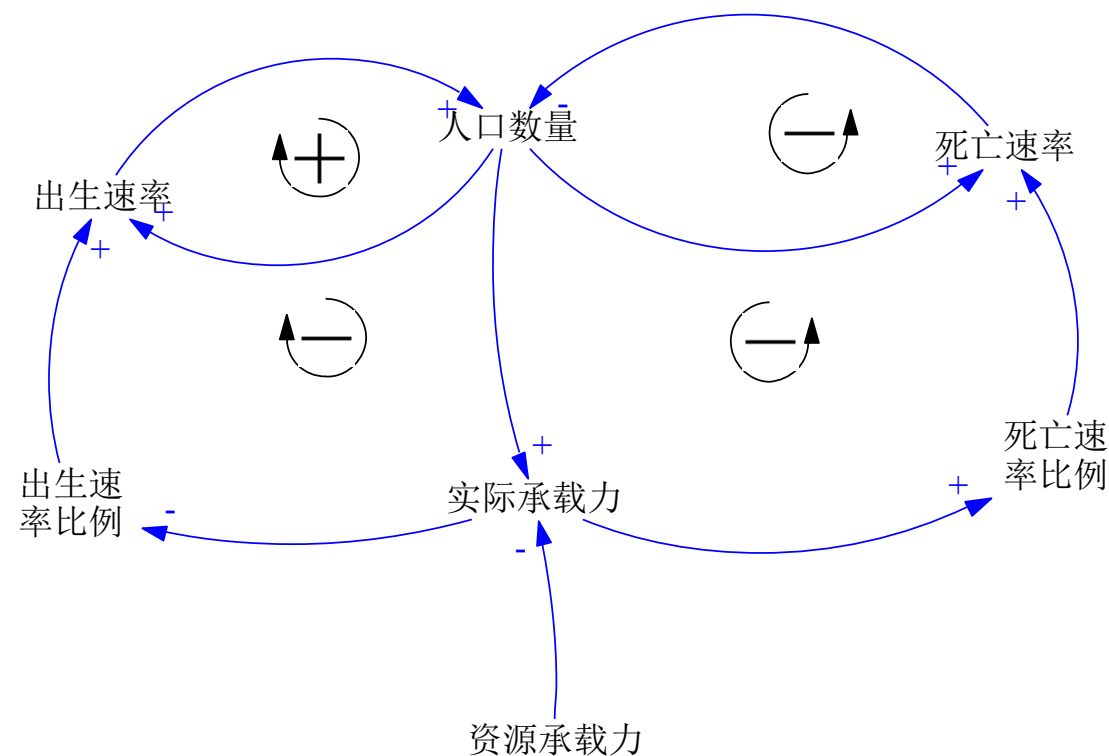 +
-
人口数量
+
-
死亡速率
+
出生速率
+
+
+
-
-
+
死亡速
率比例
出生速
率比例
实际承载力
+
-
-
资源承载力